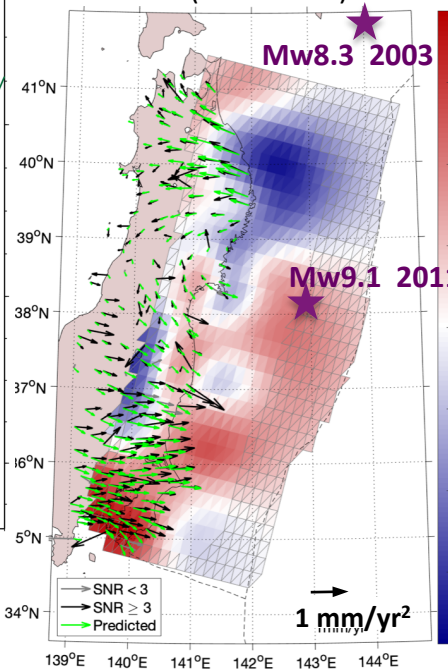 Mw8.3 2003
41°N
40°N
39°N
Mw9.1 2011
38°N
37°N
36°N
5°N
SNR < 3
SNR ≥ 3
Predicted
1 mm/yr²
34°N
139°E 140°E 141°E 142°E 143°E 144°E